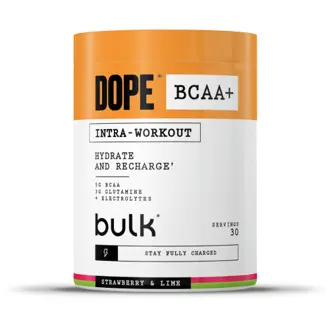 DOPE® BCAA+
INTRA-WORKOUT
HYDRATE
AND RECHARGE¹
5G BCAA
3G GLUTAMINE
+ ELECTROLYTES
bulk®
SERVINGS
30
STAY FULLY CHARGED
STRAWBERRY & LIME